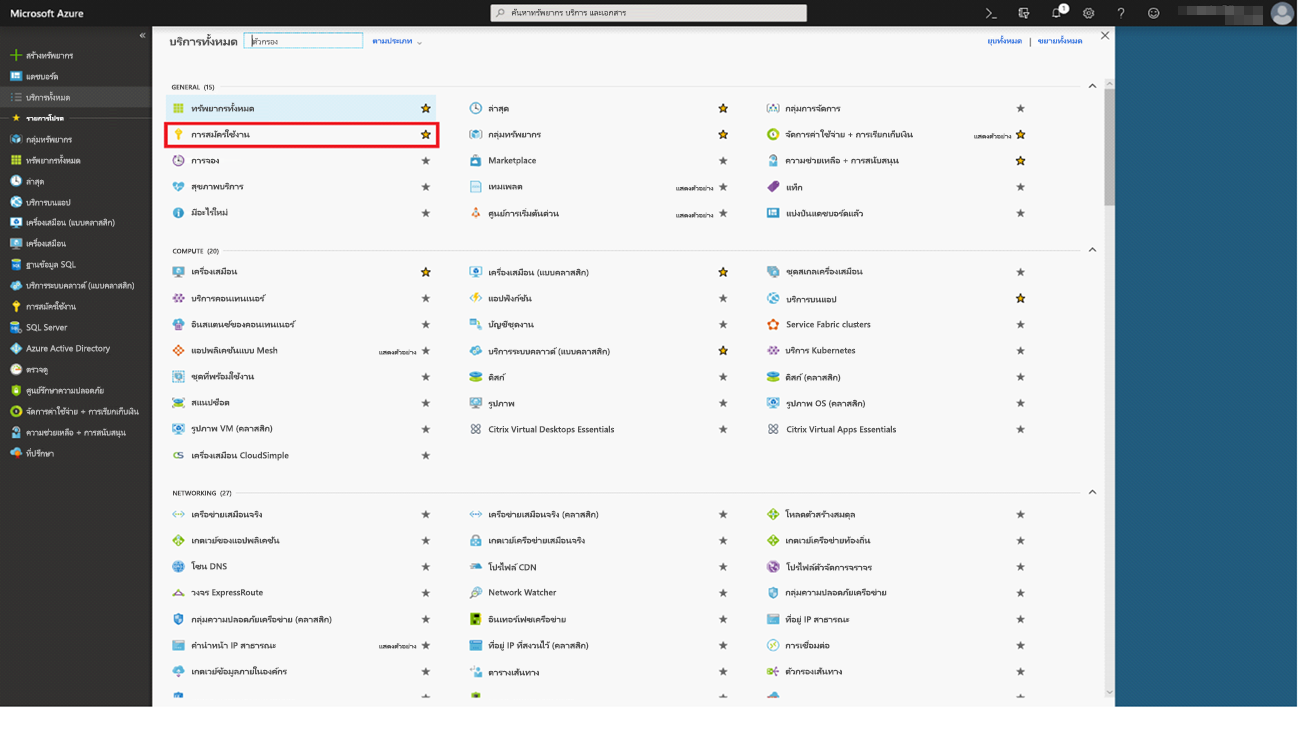 Microsoft Azure
ค้นหาทรัพยากร บริการ และเอกสาร
1
สร้างทรัพยากร
แดชบอร์ด
บริการทั้งหมด
รายการโปรด
กลุ่มทรัพยากร
ทรัพยากรทั้งหมด
ล่าสุด
บริการบนแอป
เครื่องเสมือน (แบบคลาสสิก)
เครื่องเสมือน
ฐานข้อมูล SQL
บริการระบบคลาวด์ (แบบคลาสสิก)
การสมัครใช้งาน
SQL Server
Azure Active Directory
ตรวจดู
ศูนย์รักษาความปลอดภัย
จัดการค่าใช้จ่าย + การเรียกเก็บเงิน
ความช่วยเหลือ + การสนับสนุน
ที่ปรึกษา
บริการทั้งหมด ตัวกรอง ตามประเภท ยุบทั้งหมด | ขยายทั้งหมด
GENERAL (15)
ทรัพยากรทั้งหมด ล่าสุด กลุ่มการจัดการ
การสมัครใช้งาน กลุ่มทรัพยากร จัดการค่าใช้จ่าย + การเรียกเก็บเงิน แสดงตัวอย่าง
การจอง Marketplace ความช่วยเหลือ + การสนับสนุน
สุขภาพบริการ เทมเพลต แสดงตัวอย่าง แท็ก
มีอะไรใหม่ ศูนย์การเริ่มต้นด่วน แสดงตัวอย่าง แบ่งปันแดชบอร์ดแล้ว
COMPUTE (20)
เครื่องเสมือน เครื่องเสมือน (แบบคลาสสิก) ชุดสเกลเครื่องเสมือน
บริการคอนเทนเนอร์ แอปฟังก์ชัน บริการบนแอป
อินสแตนซ์ของคอนเทนเนอร์ บัญชีชุดงาน Service Fabric clusters
แอปพลิเคชันแบบ Mesh แสดงตัวอย่าง บริการระบบคลาวด์ (แบบคลาสสิก) บริการ Kubernetes
ชุดที่พร้อมใช้งาน ดิสก์ ดิสก์ (คลาสสิก)
สแนปช็อต รูปภาพ รูปภาพ OS (คลาสสิก)
รูปภาพ VM (คลาสสิก) Citrix Virtual Desktops Essentials Citrix Virtual Apps Essentials
CS เครื่องเสมือน CloudSimple
NETWORKING (27)
เครือข่ายเสมือนจริง เครือข่ายเสมือนจริง (คลาสสิก) โหลดตัวสร้างสมดุล
เกตเวย์ของแอปพลิเคชัน เกตเวย์เครือข่ายเสมือนจริง เกตเวย์เครือข่ายท้องถิ่น
โซน DNS โปรไฟล์ CDN โปรไฟล์ตัวจัดการจราจร
วงจร ExpressRoute Network Watcher กลุ่มความปลอดภัยเครือข่าย
กลุ่มความปลอดภัยเครือข่าย (คลาสสิก) อินเทอร์เฟซเครือข่าย ที่อยู่ IP สาธารณะ
คำนำหน้า IP สาธารณะ แสดงตัวอย่าง ที่อยู่ IP ที่สงวนไว้ (คลาสสิก) การเชื่อมต่อ
เกตเวย์ข้อมูลภายในองค์กร ตารางเส้นทาง ตัวกรองเส้นทาง